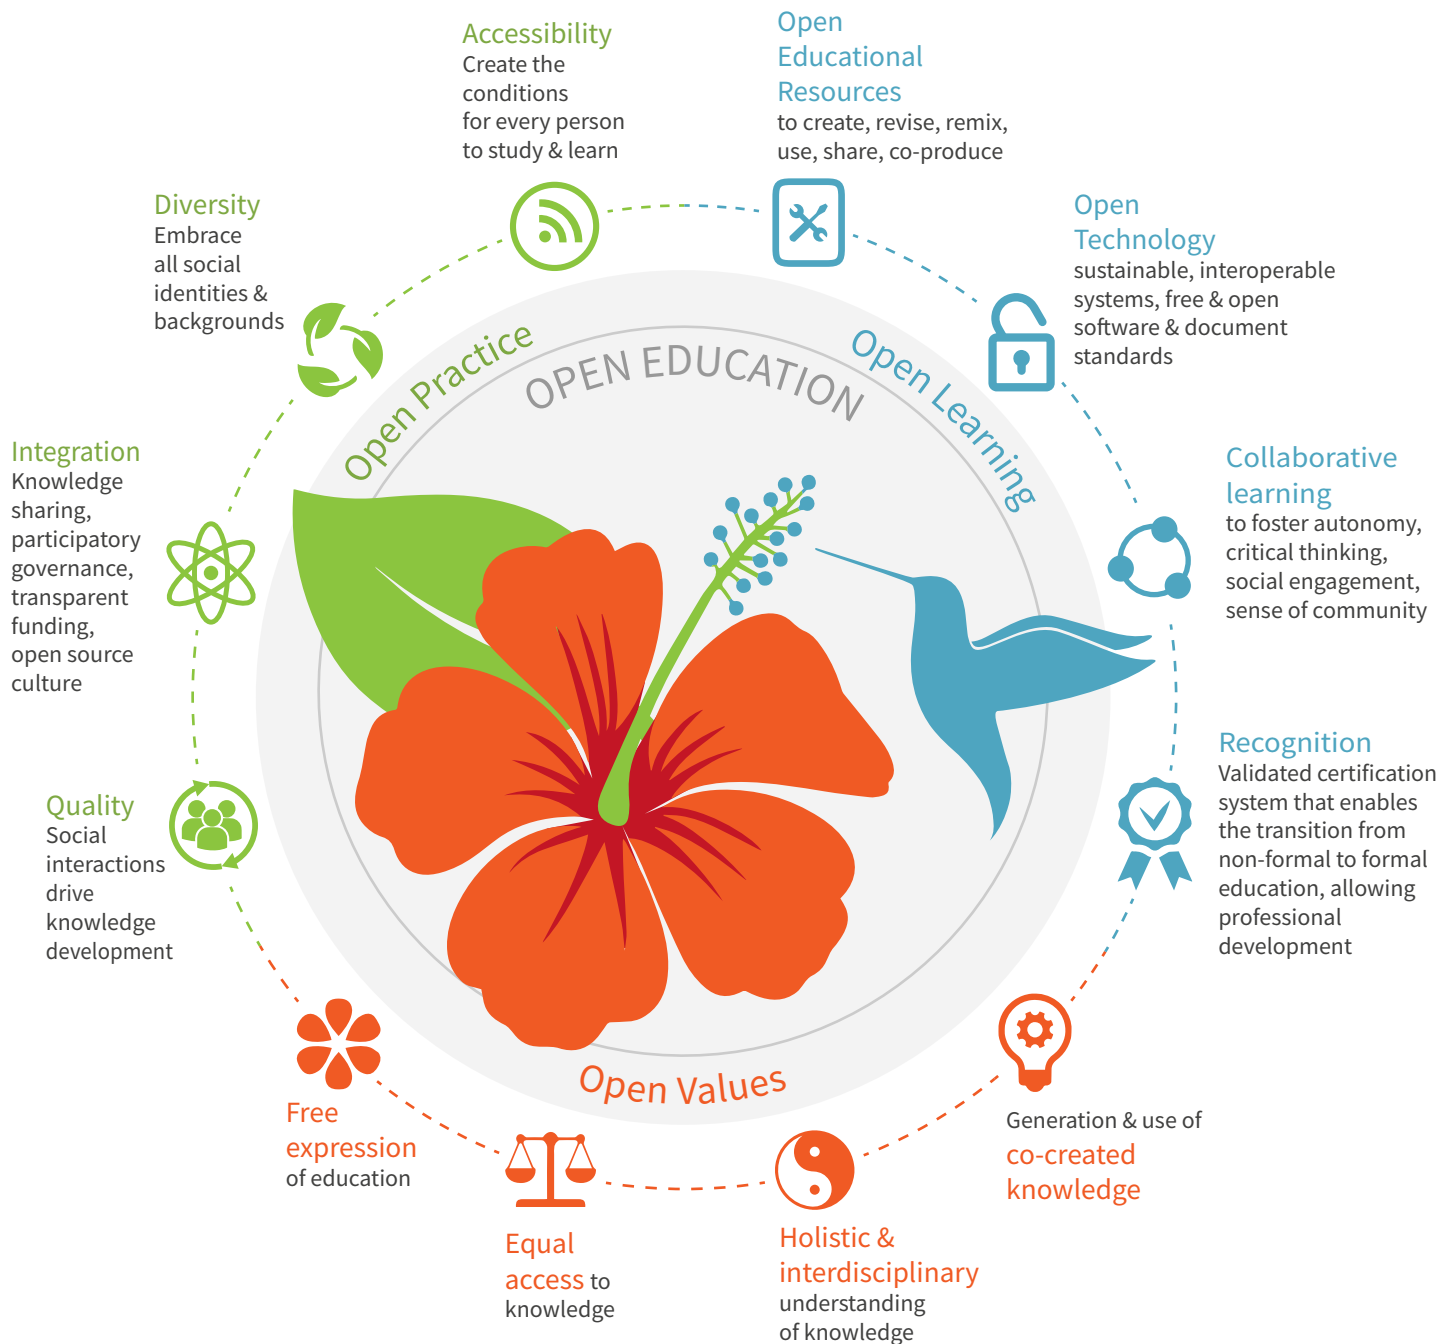 Accessibility
Create the
conditions
for every person
to study & learn
Open
Educational
Resources
to create, revise, remix,
use, share, co-produce
Diversity
Embrace
all social
identities &
backgrounds
Open
Technology
sustainable, interoperable
systems, free & open
software & document
standards
Open Practice
OPEN EDUCATION
Open Learning
Integration
Knowledge
sharing,
participatory
governance,
transparent
funding,
open source
culture
Collaborative
learning
to foster autonomy,
critical thinking,
social engagement,
sense of community
Quality
Social
interactions
drive
knowledge
development
Recognition
Validated certification
system that enables
the transition from
non-formal to formal
education, allowing
professional
development
Open Values
Free
expression
of education
Equal
access to
knowledge
Holistic &
interdisciplinary
understanding
of knowledge
Generation & use of
co-created
knowledge